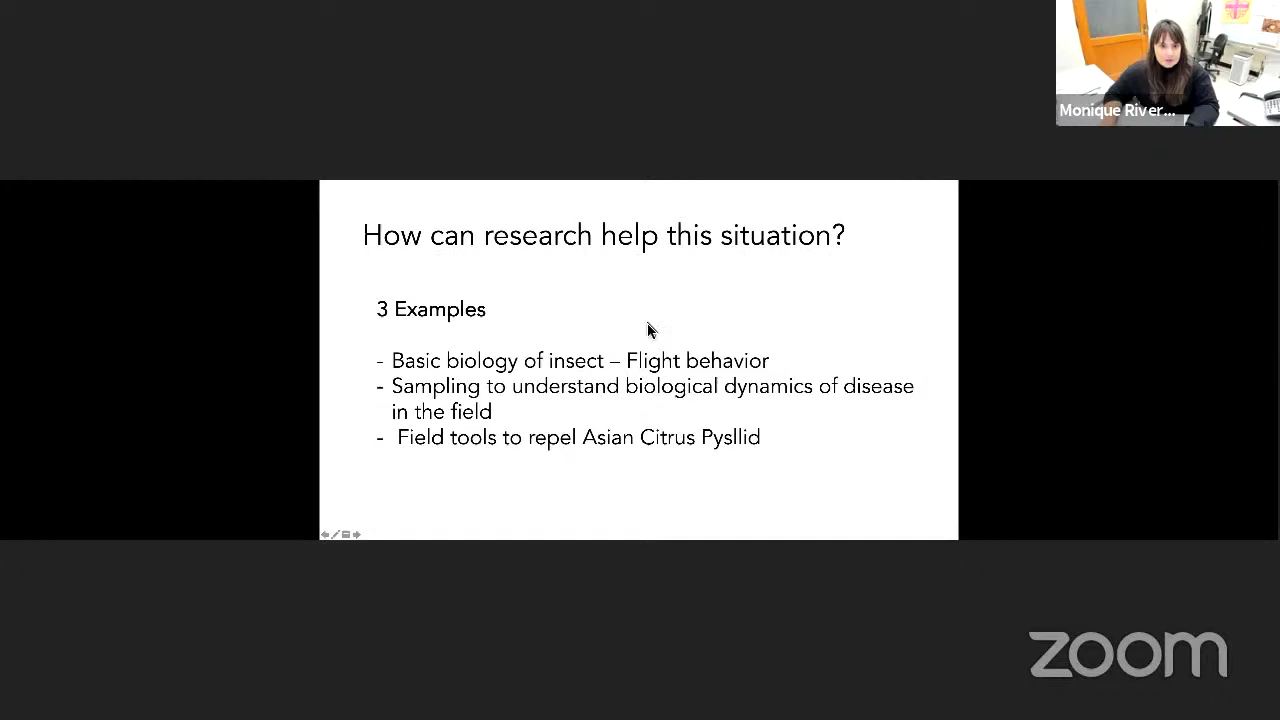 Monique River...
How can research help this situation?
3 Examples
- Basic biology of insect – Flight behavior
- Sampling to understand biological dynamics of disease
in the field
- Field tools to repel Asian Citrus Pysllid
zoom